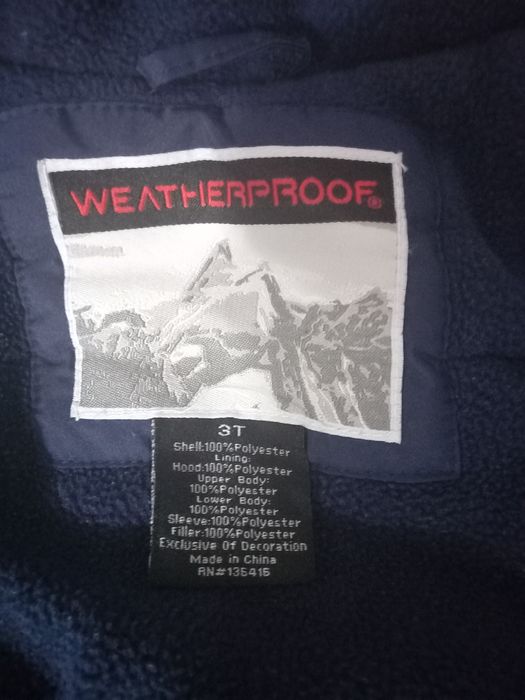 WEATHERPROOF®
3T
Shell:100%Polyester
Lining:
Hood:100%Polyester
Upper Body:
100%Polyester
Lower Body:
100%Polyester
Sleeve:100%Polyester
Filler:100%Polyester
Exclusive Of Decoration
Made in China
RN#136416